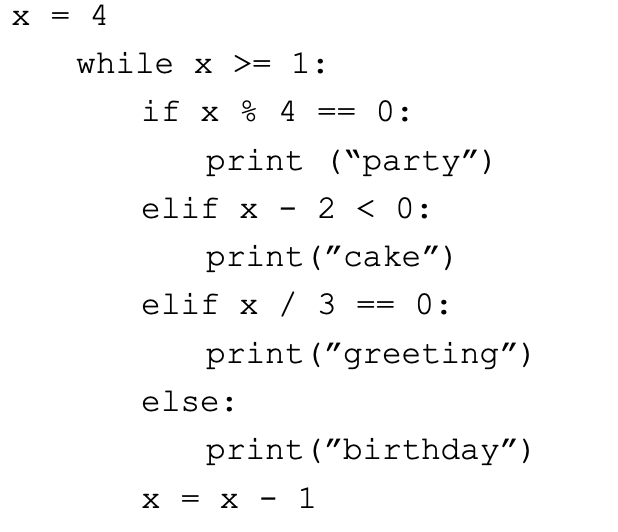 x = 4
while x >= 1:
if x % 4 == 0:
print (“party”)
elif x - 2 < 0:
print(”cake”)
elif x / 3 == 0:
print(”greeting”)
else:
print(”birthday”)
x = x - 1